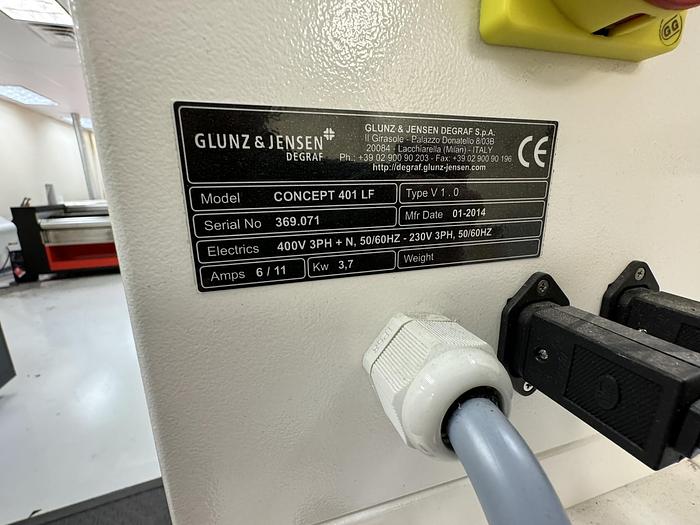 GG
GLUNZ & JENSEN
DEGRAF
GLUNZ & JENSEN DEGRAF S.p.A.
Il Girasole - Palazzo Donatello 8/03B
20084 - Lacchiarella (Milan) - ITALY
Ph.: +39 02 900 90 203 - Fax: +39 02 900 90 196
http://degraf.glunz-jensen.com
CE
Model CONCEPT 401 LF
Type V 1 . 0
Serial No 369.071
Mfr Date 01-2014
Electrics 400V 3PH + N, 50/60HZ - 230V 3PH, 50/60HZ
Amps 6 / 11
Kw 3,7
Weight